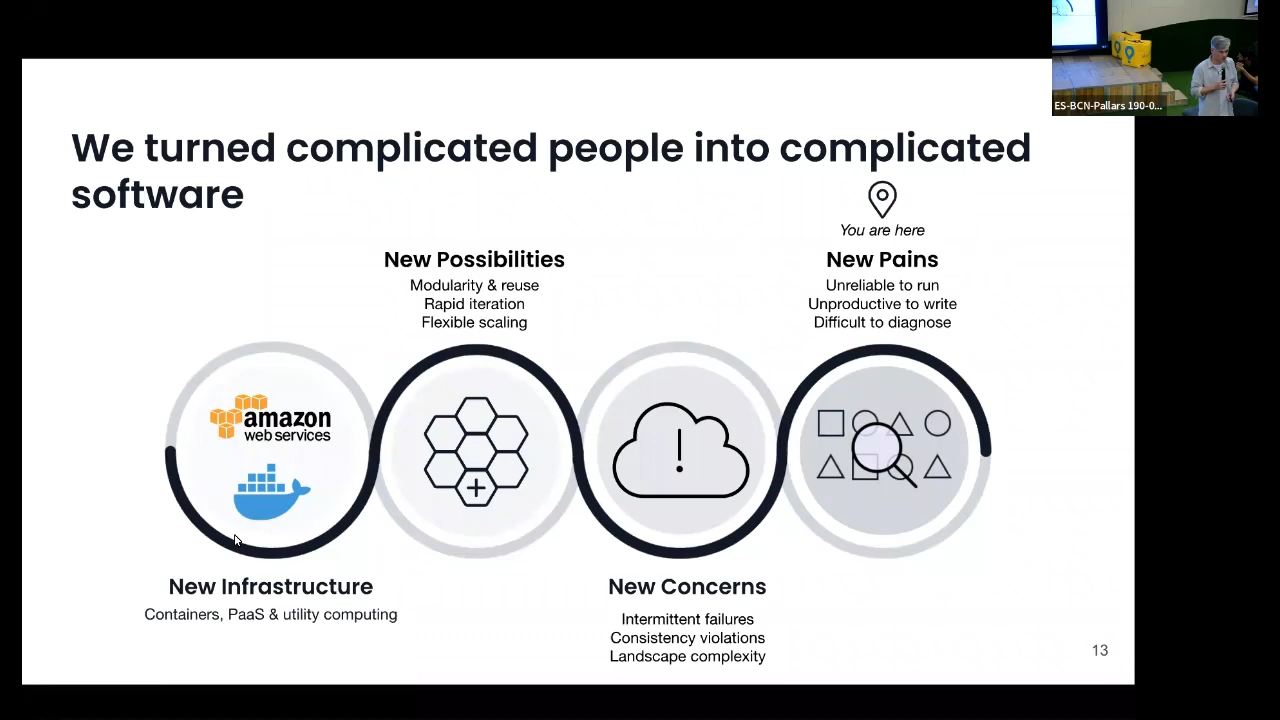 ES-BCN-Pallars 190-0...
We turned complicated people into complicated
software
You are here
New Possibilities
Modularity & reuse
Rapid iteration
Flexible scaling
New Pains
Unreliable to run
Unproductive to write
Difficult to diagnose
amazon
web services
New Infrastructure
Containers, PaaS & utility computing
New Concerns
Intermittent failures
Consistency violations
Landscape complexity
13